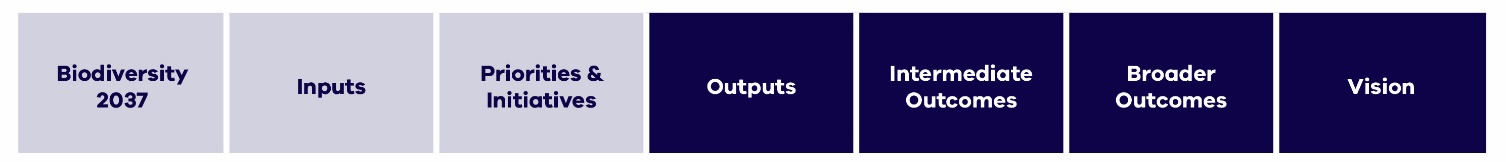 Biodiversity
2037
Inputs
Priorities &
Initiatives
Outputs
Intermediate
Outcomes
Broader
Outcomes
Vision